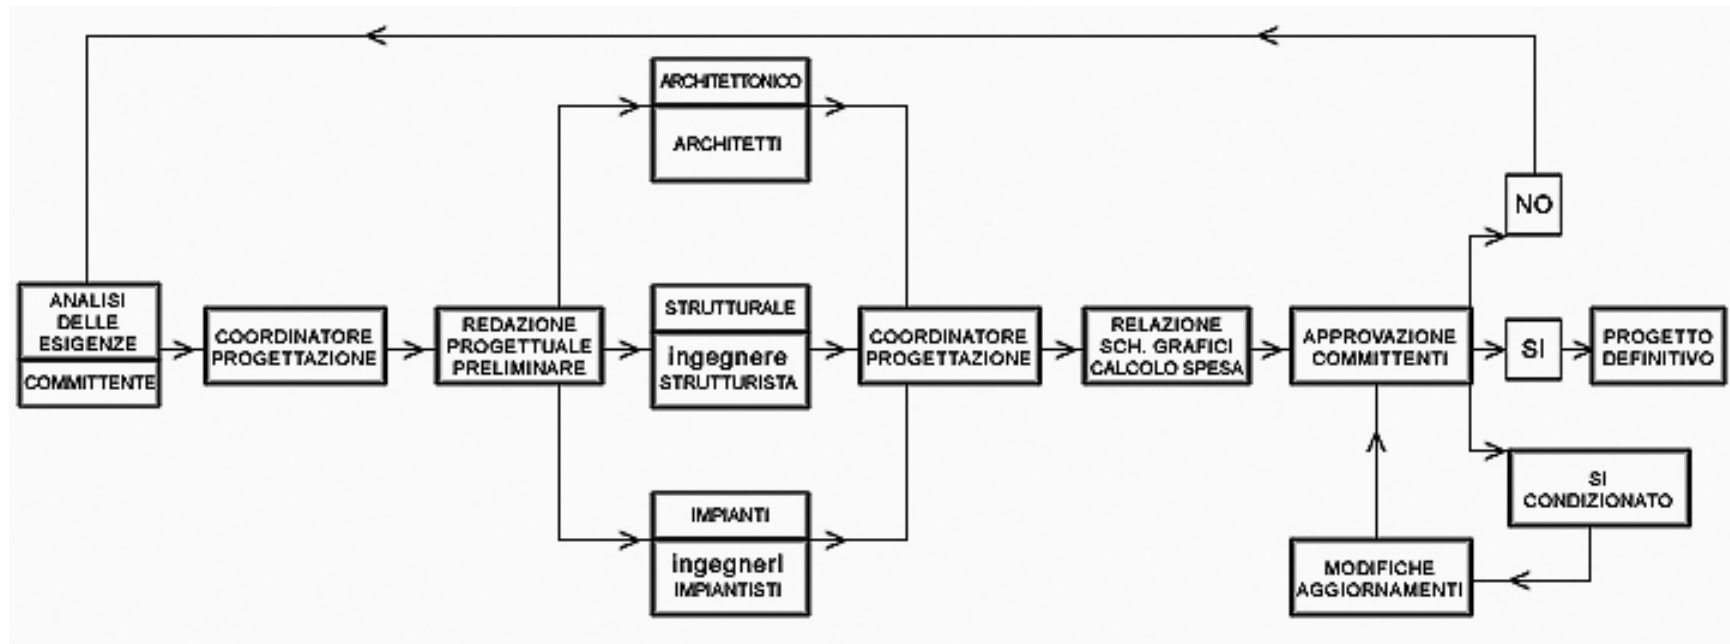 ARCHITETTONICO
ARCHITETTI
NO
ANALISI
DELLE
ESIGENZE
COMMITTENTE
COORDINATORE
PROGETTAZIONE
REDAZIONE
PROGETTUALE
PRELIMINARE
STRUTTURALE
ingegnere
STRUTTURISTA
COORDINATORE
PROGETTAZIONE
RELAZIONE
SCH. GRAFICI
CALCOLO SPESA
APPROVAZIONE
COMMITTENTI
SI
PROGETTO
DEFINITIVO
SI
CONDIZIONATO
IMPIANTI
ingegneri
IMPIANTISTI
MODIFICHE
AGGIORNAMENTI